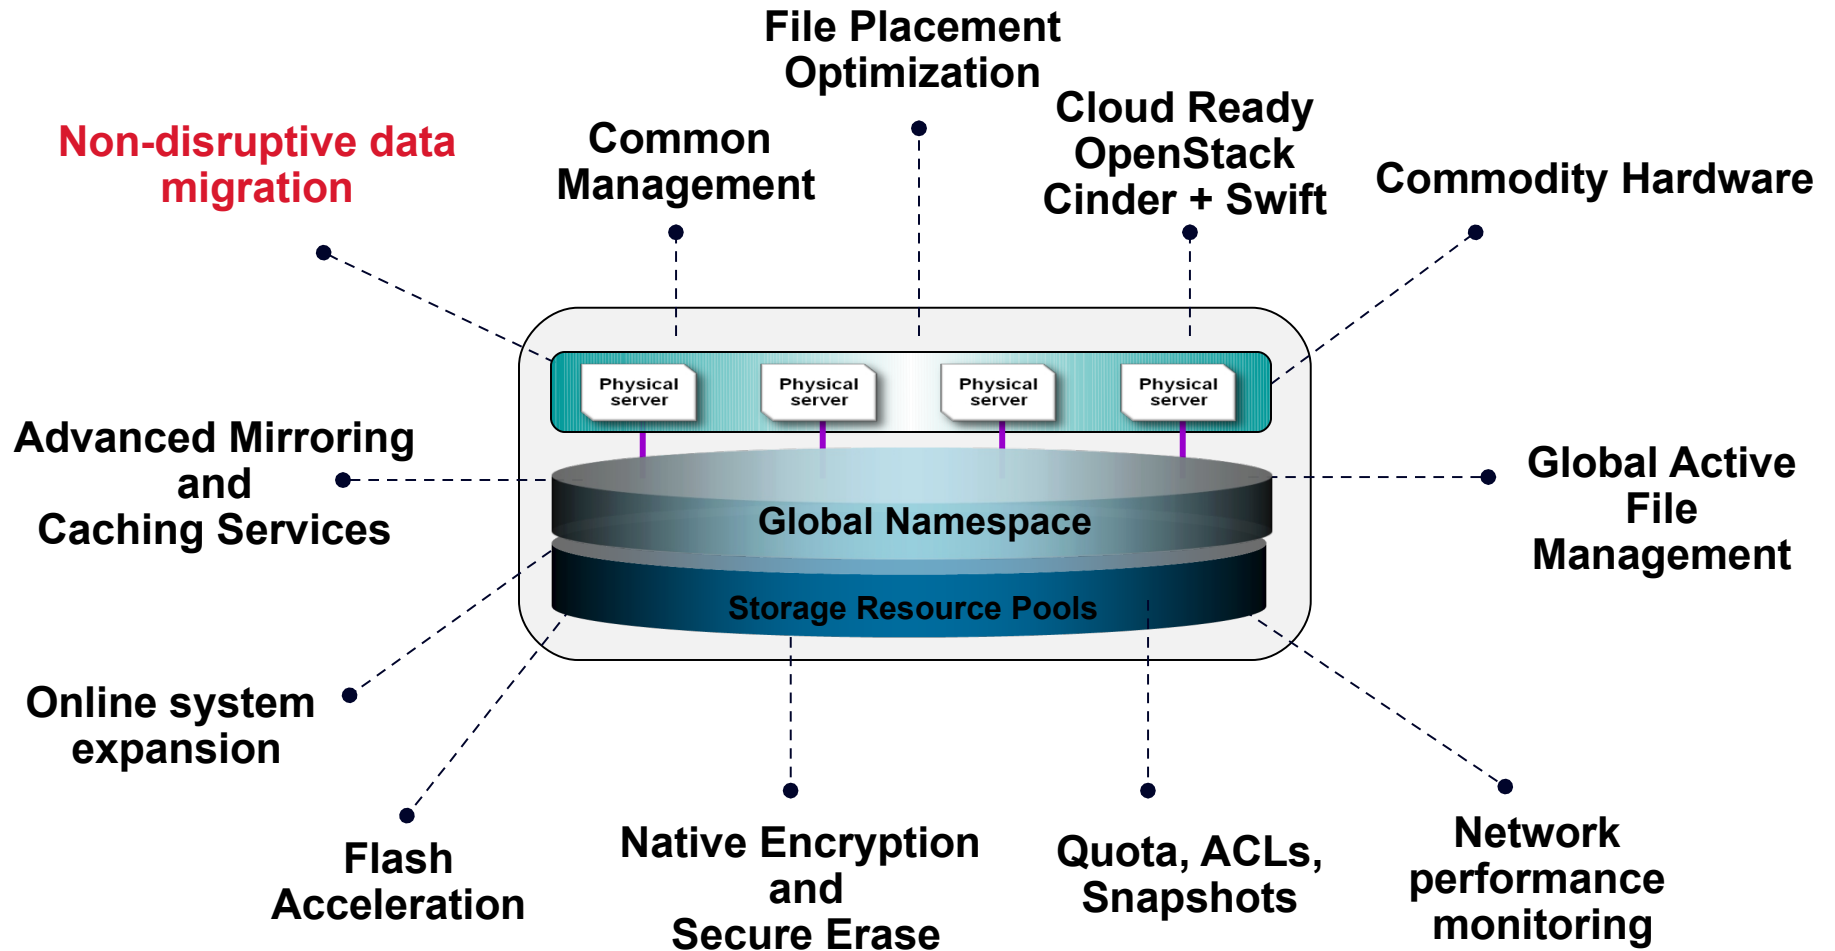 File Placement
Optimization
Non-disruptive data
migration
Common
Management
Cloud Ready
OpenStack
Cinder + Swift
Commodity Hardware
Physical
server
Physical
server
Physical
server
Physical
server
Advanced Mirroring
and
Caching Services
Global Namespace
Storage Resource Pools
Global Active
File
Management
Online system
expansion
Flash
Acceleration
Native Encryption
and
Secure Erase
Quota, ACLs,
Snapshots
Network
performance
monitoring